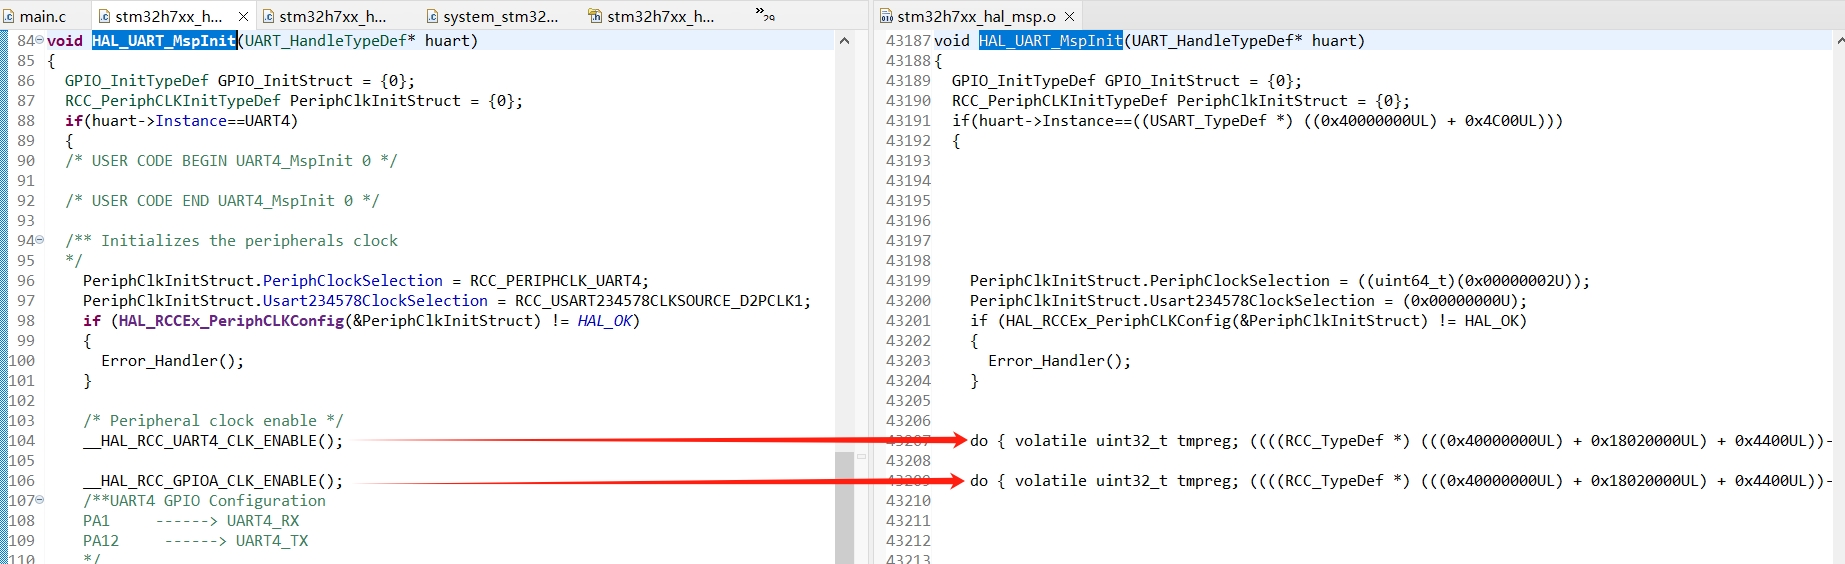 main.c
stm32h7xx_h...
stm32h7xx_h...
system_stm32...
stm32h7xx_h...
84 void HAL_UART_MspInit(UART_HandleTypeDef* huart)
85 {
86 GPIO_InitTypeDef GPIO_InitStruct = {0};
87 RCC_PeriphCLKInitTypeDef PeriphClkInitStruct = {0};
88 if(huart->Instance==UART4)
89 {
90 /* USER CODE BEGIN UART4_MspInit 0 */
91
92 /* USER CODE END UART4_MspInit 0 */
93
94 /** Initializes the peripherals clock
95 */
96 PeriphClkInitStruct.PeriphClockSelection = RCC_PERIPHCLK_UART4;
97 PeriphClkInitStruct.Usart234578ClockSelection = RCC_USART234578CLKSOURCE_D2PCLK1;
98 if (HAL_RCCEx_PeriphCLKConfig(&PeriphClkInitStruct) != HAL_OK)
99 {
100 Error_Handler();
101 }
102
103 /* Peripheral clock enable */
104 __HAL_RCC_UART4_CLK_ENABLE();
105
106 __HAL_RCC_GPIOA_CLK_ENABLE();
107 /**UART4 GPIO Configuration
108 PA1 ------> UART4_RX
109 PA12 ------> UART4_TX
110 */
stm32h7xx_hal_msp.o
43187 void HAL_UART_MspInit(UART_HandleTypeDef* huart)
43188 {
43189 GPIO_InitTypeDef GPIO_InitStruct = {0};
43190 RCC_PeriphCLKInitTypeDef PeriphClkInitStruct = {0};
43191 if(huart->Instance==((USART_TypeDef *) ((0x40000000UL) + 0x4C00UL)))
43192 {
43193
43194
43195
43196
43197
43198
43199 PeriphClkInitStruct.PeriphClockSelection = ((uint64_t)(0x00000002U));
43200 PeriphClkInitStruct.Usart234578ClockSelection = (0x00000000U);
43201 if (HAL_RCCEx_PeriphCLKConfig(&PeriphClkInitStruct) != HAL_OK)
43202 {
43203 Error_Handler();
43204 }
43205
43206
43207 do { volatile uint32_t tmpreg; ((((RCC_TypeDef *) (((0x40000000UL) + 0x18020000UL) + 0x4400UL))-
43208
43209 do { volatile uint32_t tmpreg; ((((RCC_TypeDef *) (((0x40000000UL) + 0x18020000UL) + 0x4400UL))-
43210
43211
43212
43213